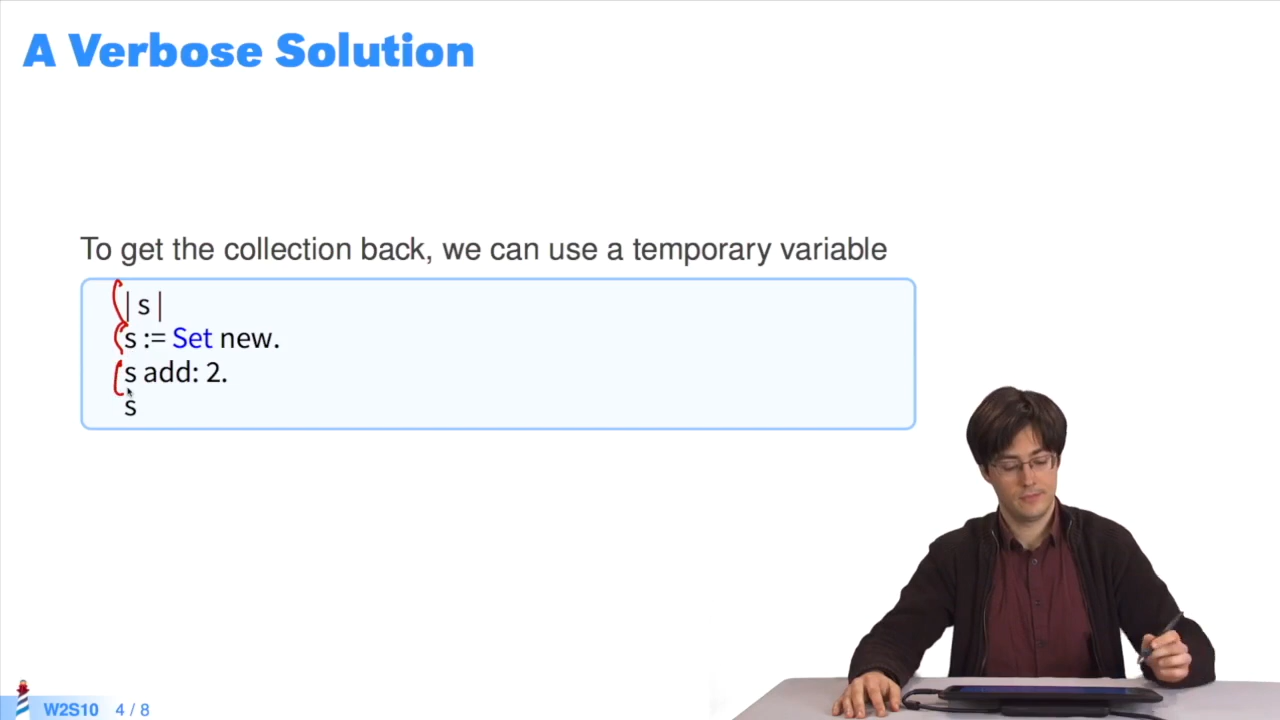 A Verbose Solution
To get the collection back, we can use a temporary variable
| s |
s := Set new.
s add: 2.
s
W2S10 4 / 8